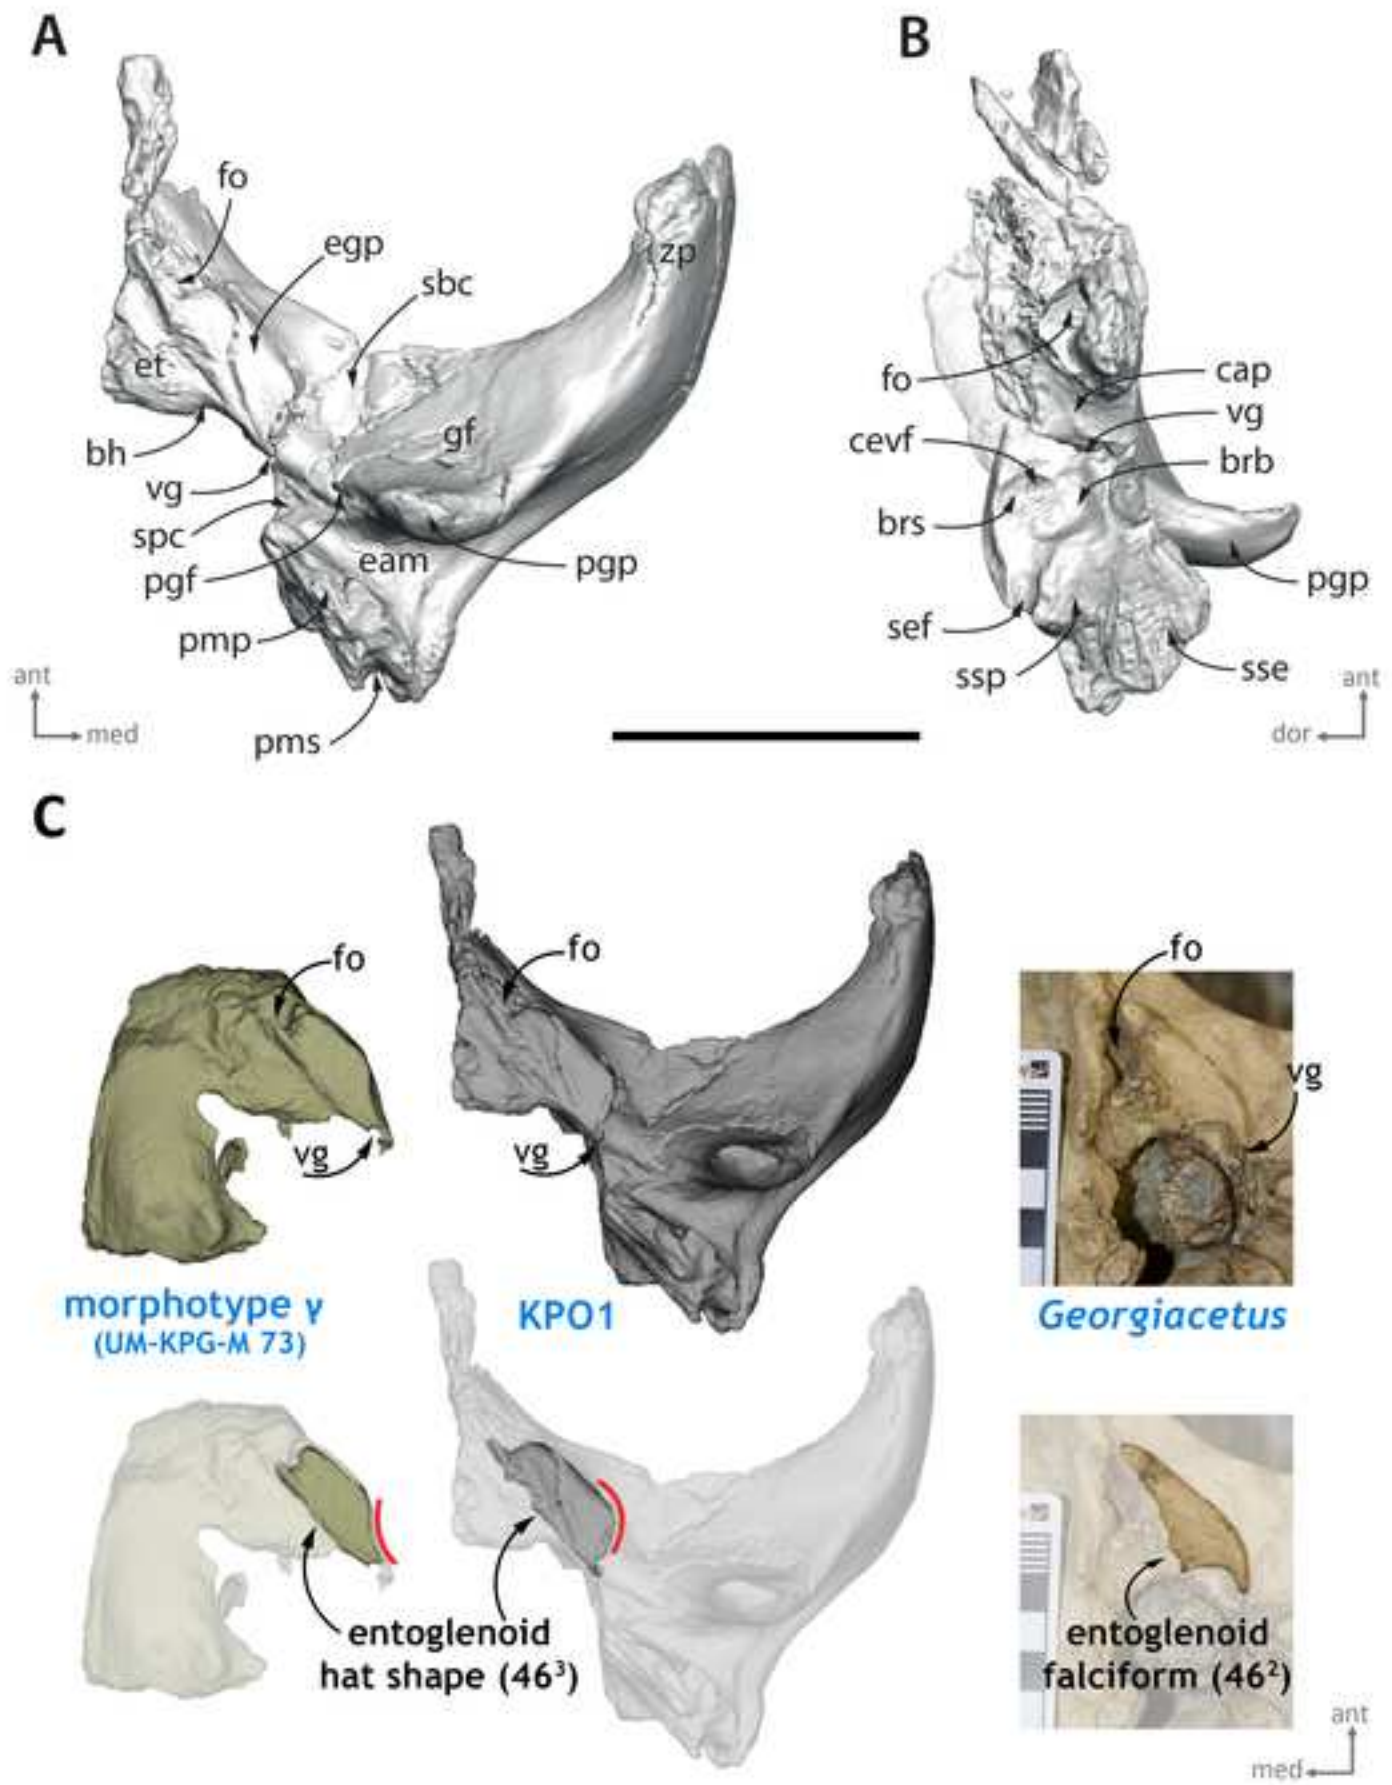 A
B
fo
egp
sbc
zp
et
gf
bh
vg
spc
pgf
eam
pgp
pmp
pms
ant
med
fo
cap
vg
cevf
brb
brs
pgp
sef
ssp
sse
ant
dor
C
fo
fo
fo
vg
vg
vg
morphotype γ
(UM-KPG-M 73)
KPO1
Georgiacetus
entoglenoid
hat shape (46³)
entoglenoid
falciform (46²)
ant
med